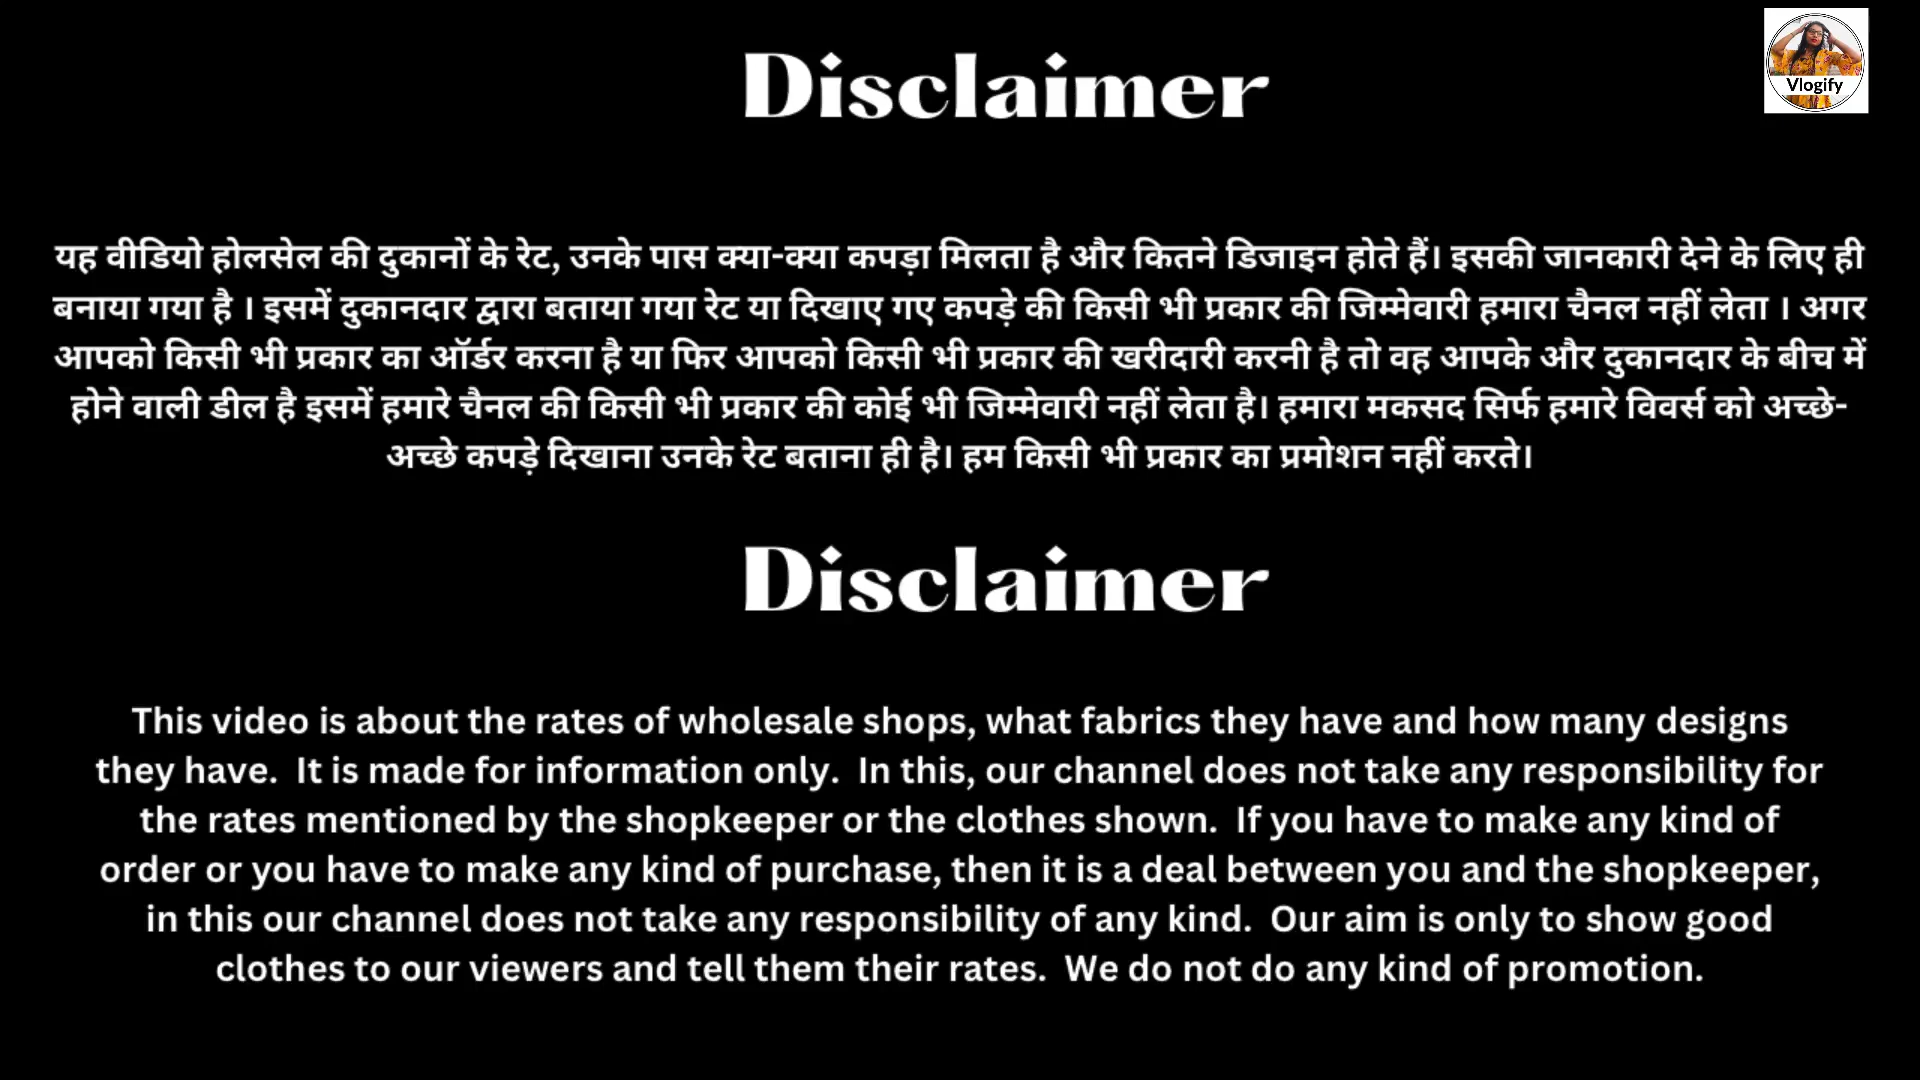 Disclaimer
Vlogify
यह वीडियो होलसेल की दुकानों के रेट, उनके पास क्या-क्या कपड़ा मिलता है और कितने डिजाइन होते हैं। इसकी जानकारी देने के लिए ही
बनाया गया है । इसमें दुकानदार द्वारा बताया गया रेट या दिखाए गए कपड़े की किसी भी प्रकार की जिम्मेवारी हमारा चैनल नहीं लेता । अगर
आपको किसी भी प्रकार का ऑर्डर करना है या फिर आपको किसी भी प्रकार की खरीदारी करनी है तो वह आपके और दुकानदार के बीच में
होने वाली डील है इसमें हमारे चैनल की किसी भी प्रकार की कोई भी जिम्मेवारी नहीं लेता है। हमारा मकसद सिर्फ हमारे विवर्स को अच्छे-
अच्छे कपड़े दिखाना उनके रेट बताना ही है। हम किसी भी प्रकार का प्रमोशन नहीं करते।
Disclaimer
This video is about the rates of wholesale shops, what fabrics they have and how many designs
they have.  It is made for information only.  In this, our channel does not take any responsibility for
the rates mentioned by the shopkeeper or the clothes shown.  If you have to make any kind of
order or you have to make any kind of purchase, then it is a deal between you and the shopkeeper,
in this our channel does not take any responsibility of any kind.  Our aim is only to show good
clothes to our viewers and tell them their rates.  We do not do any kind of promotion.